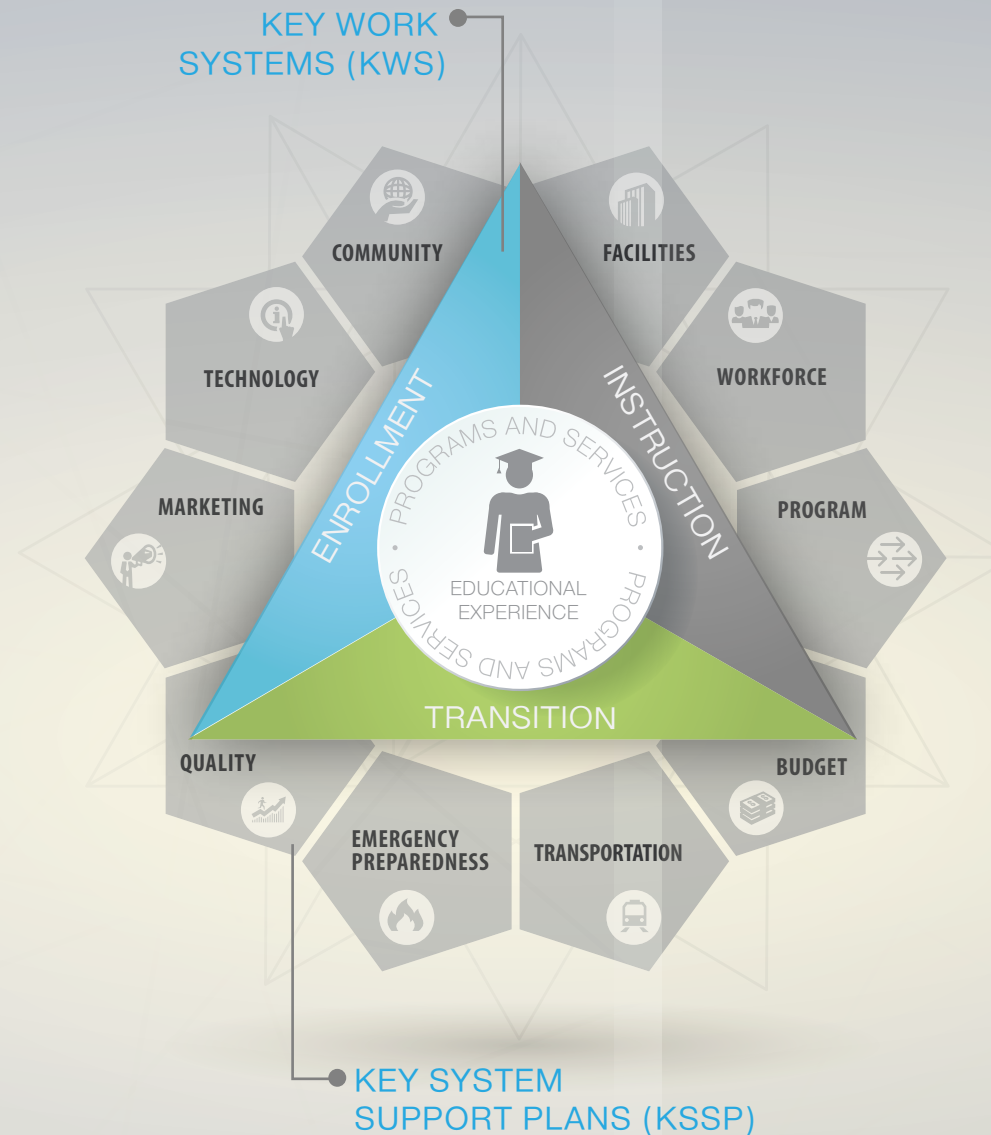 KEY WORK
SYSTEMS (KWS)
COMMUNITY
FACILITIES
TECHNOLOGY
WORKFORCE
ENROLLMENT
INSTRUCTION
PROGRAMS AND SERVICES • PROGRAMS AND SERVICES •
MARKETING
PROGRAM
EDUCATIONAL
EXPERIENCE
TRANSITION
QUALITY
BUDGET
EMERGENCY
PREPAREDNESS
TRANSPORTATION
KEY SYSTEM
SUPPORT PLANS (KSSP)